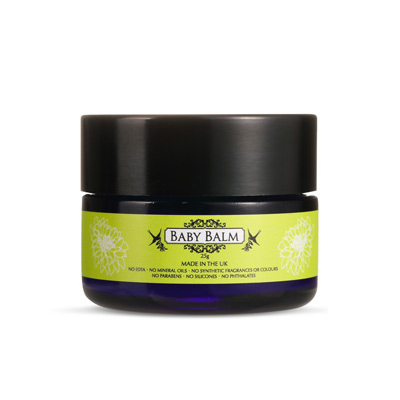 BABY BALM
25g
MADE IN THE UK
NO EDTA · NO MINERAL OILS · NO SYNTHETIC FRAGRANCES OR COLOURS
NO PARABENS · NO SILICONES · NO PHTHALATES